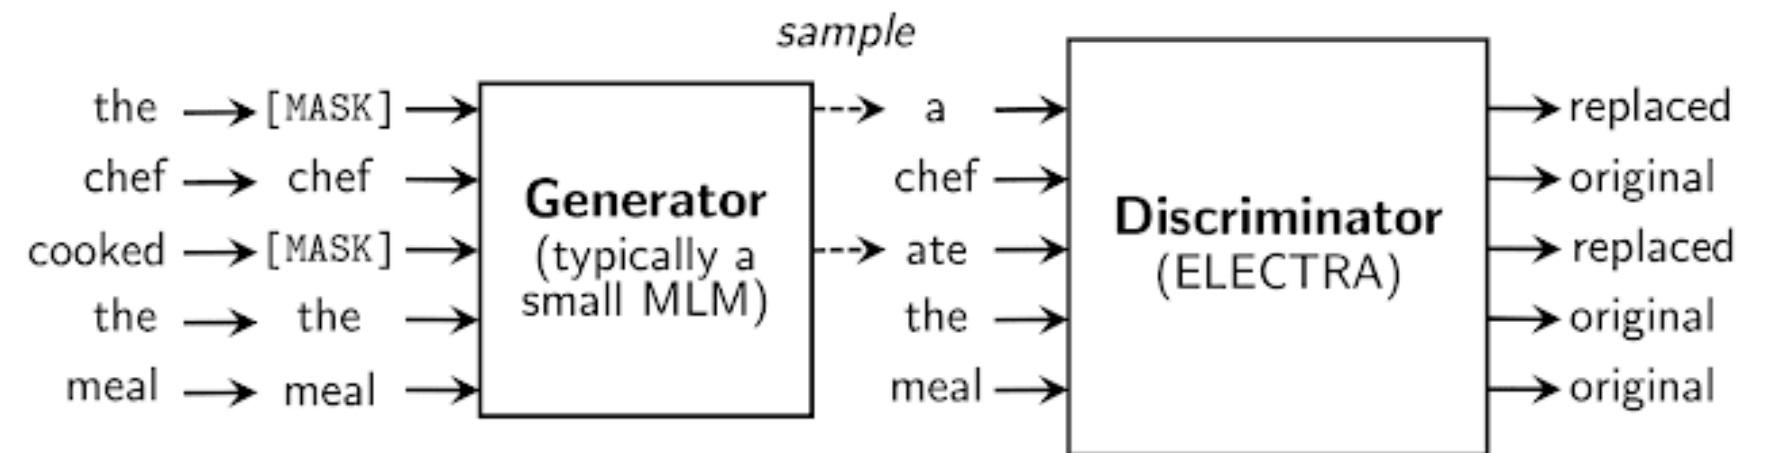 sample
the [MASK] a replaced
chef chef chef original
Generator
Discriminator
cooked [MASK] (typically a ate (ELECTRA) replaced
small MLM)
the the the original
meal meal meal original